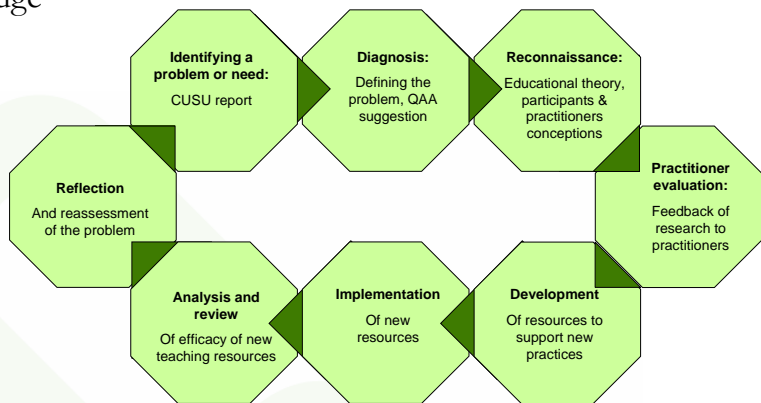 Identifying a
problem or need:
CUSU report
Diagnosis:
Defining the
problem, QAA
suggestion
Reconnaissance:
Educational theory,
participants &
practitioners
conceptions
Practitioner
evaluation:
Feedback of
research to
practitioners
Development
Of resources to
support new
practices
Implementation
Of new
resources
Analysis and
review
Of efficacy of new
teaching resources
Reflection
And reassessment
of the problem